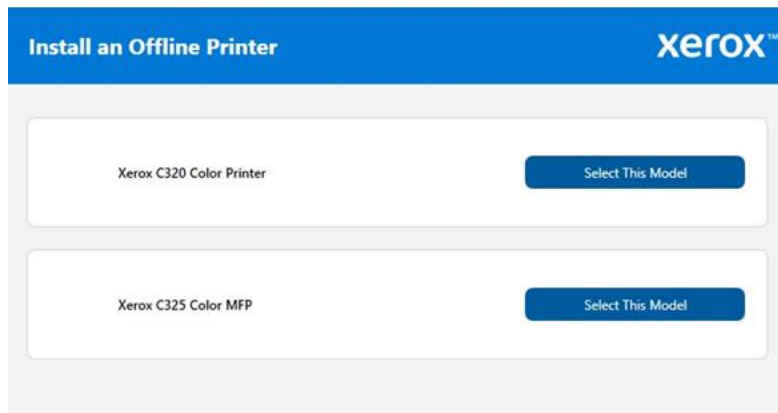 Install an Offline Printer
xerox™
Xerox C320 Color Printer
Select This Model
Xerox C325 Color MFP
Select This Model